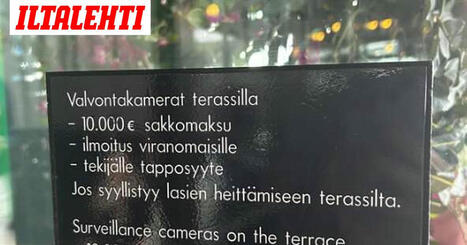 ILTALEHTI
Valvontakamerat terassilla
- 10.000 € sakkomaksu
- ilmoitus viranomaisille
- tekijälle tapposyyte
Jos syyllistyy lasien heittämiseen terassilta.
Surveillance cameras on the terrace